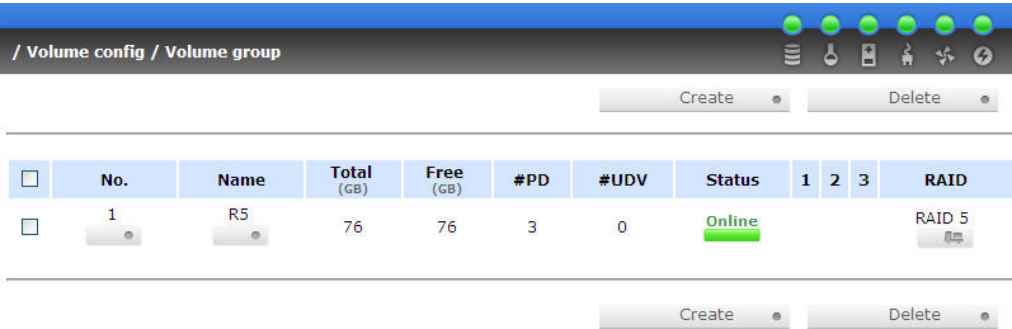 / Volume config / Volume group
Create Delete
No. Name Total (GB) Free (GB) #PD #UDV Status 1 2 3 RAID
1 R5 76 76 3 0 Online RAID 5
Create Delete